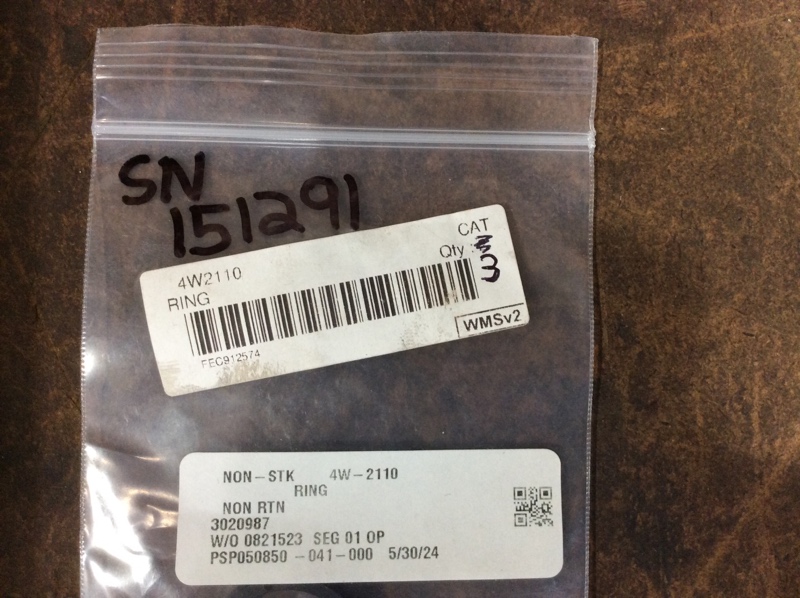 SN
151291
CAT
4W2110
Qty : 3
RING
WMSv2
FEC912574
NON-STK 4W-2110
RING
NON RTN
3020987
W/O 0821523 SEG 01 OP
PSP050850 -041-000 5/30/24